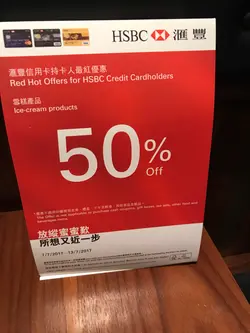 HSBC 滙豐
滙豐信用卡持卡人最紅優惠
Red Hot Offers for HSBC Credit Cardholders
雪糕產品
Ice-cream products
50%
Off
放縱蜜蜜歎
所想又近一步